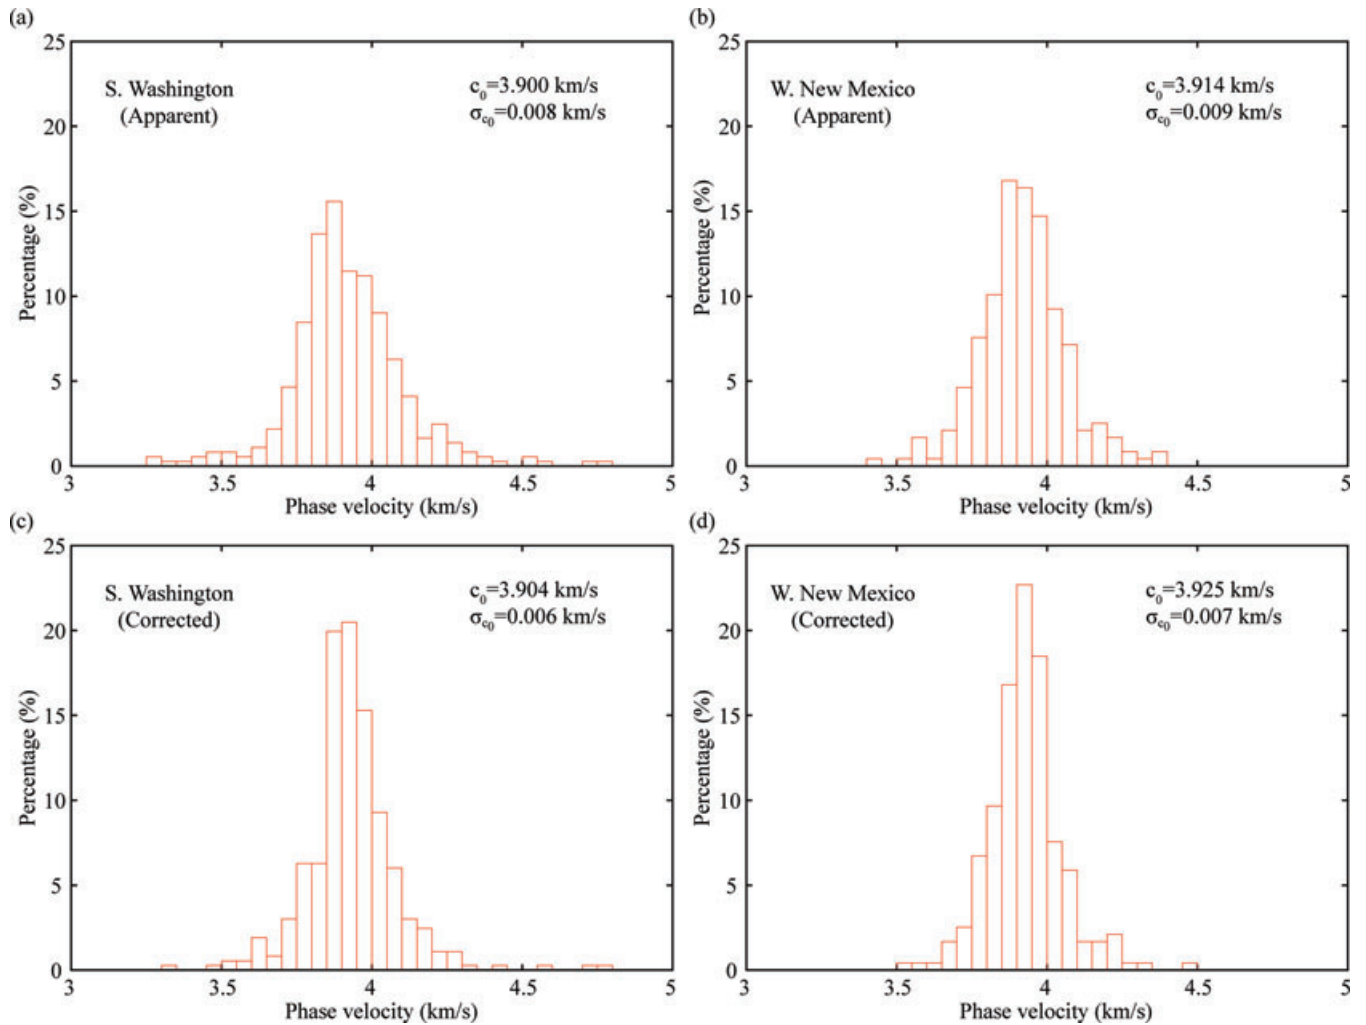 (a)
25
20
15
10
5
0
Percentage (%)
S. Washington
(Apparent)
c₀=3.900 km/s
σc₀=0.008 km/s
3 3.5 4 4.5 5
Phase velocity (km/s)
(b)
25
20
15
10
5
0
Percentage (%)
W. New Mexico
(Apparent)
c₀=3.914 km/s
σc₀=0.009 km/s
3 3.5 4 4.5 5
Phase velocity (km/s)
(c)
25
20
15
10
5
0
Percentage (%)
S. Washington
(Corrected)
c₀=3.904 km/s
σc₀=0.006 km/s
3 3.5 4 4.5 5
Phase velocity (km/s)
(d)
25
20
15
10
5
0
Percentage (%)
W. New Mexico
(Corrected)
c₀=3.925 km/s
σc₀=0.007 km/s
3 3.5 4 4.5 5
Phase velocity (km/s)